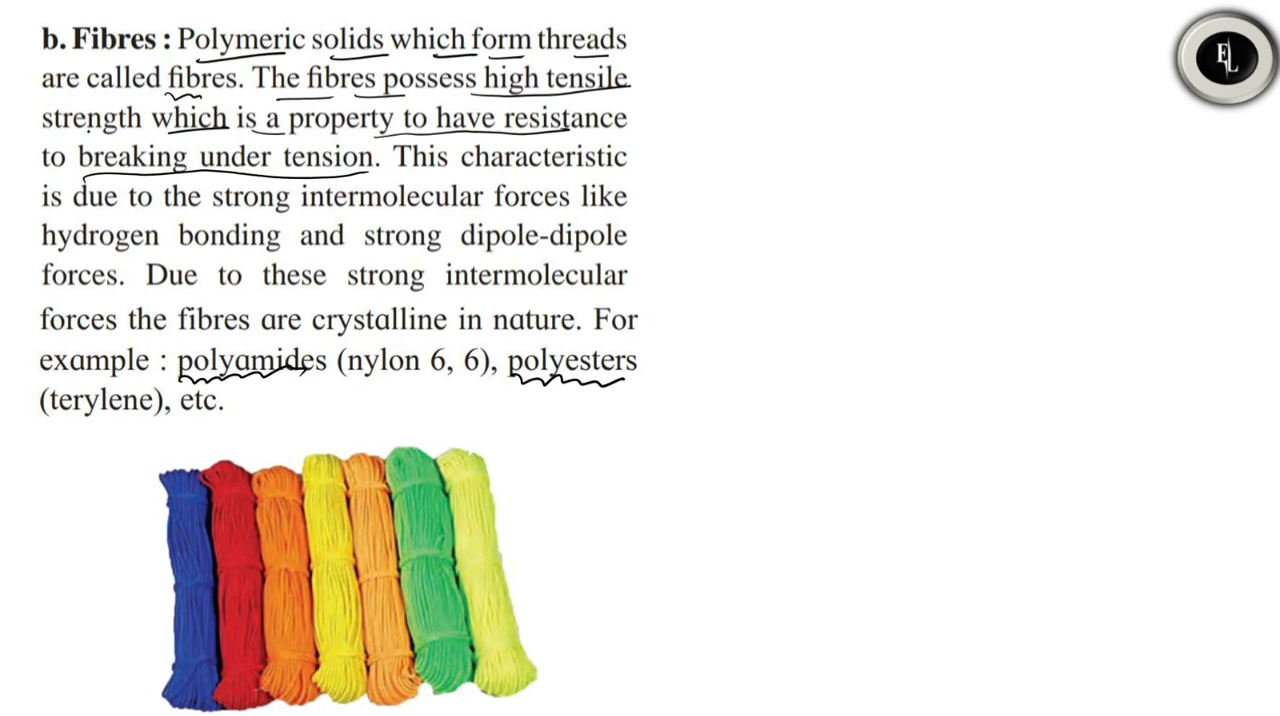 b. Fibres : Polymeric solids which form threads
are called fibres. The fibres possess high tensile
strength which is a property to have resistance
to breaking under tension. This characteristic
is due to the strong intermolecular forces like
hydrogen bonding and strong dipole-dipole
forces. Due to these strong intermolecular
forces the fibres are crystalline in nature. For
example : polyamides (nylon 6, 6), polyesters
(terylene), etc.
EL